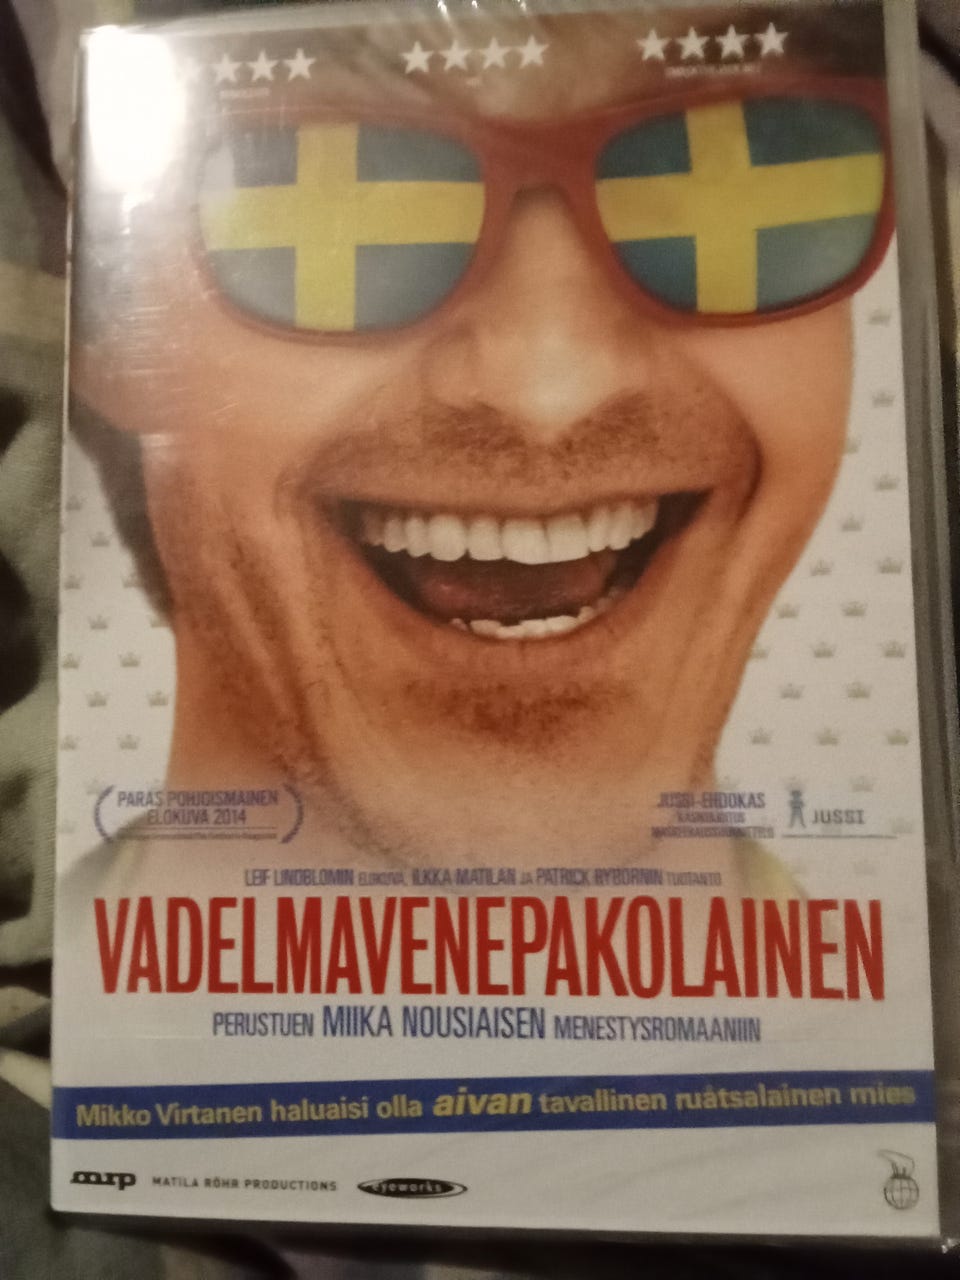 PARAS POHJOISMAINEN
ELOKUVA 2014
JUSSI-EHDOKAS
JUSSI
LEIF LINDBLOMIN ELOKUVA, ILKKA MATILAN JA PATRICK RYBORNIN TUOTANTO
VADELMAVENEPAKOLAINEN
PERUSTUEN MIIKA NOUSIAISEN MENESTYSROMAANIIN
Mikko Virtanen haluaisi olla aivan tavallinen ruåtsalainen mies
mrp MATILA RÖHR PRODUCTIONS eyeworks